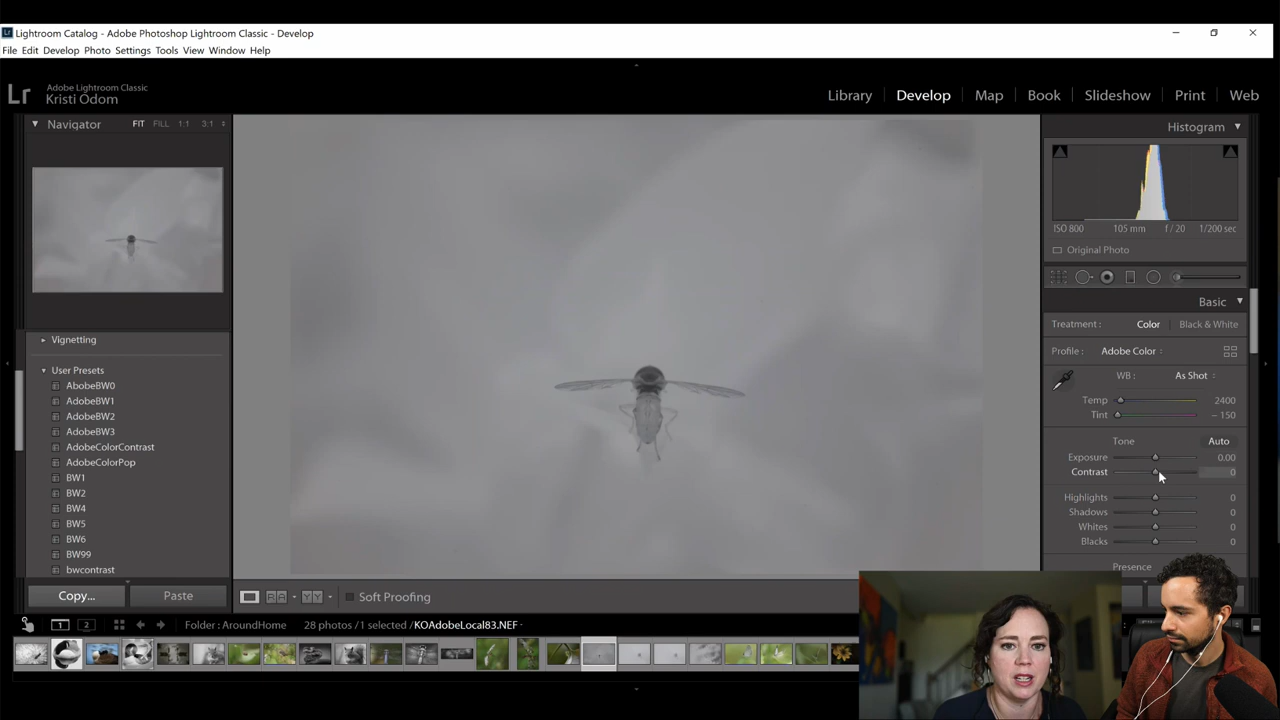 Lr Lightroom Catalog - Adobe Photoshop Lightroom Classic - Develop
File Edit Develop Photo Settings Tools View Window Help
Lr Adobe Lightroom Classic
Kristi Odom
Library Develop Map Book Slideshow Print Web
Navigator FIT FILL 1:1 3:1
Histogram
ISO 800 105 mm f / 20 1/200 sec
Original Photo
Basic
Treatment : Color Black & White
Profile : Adobe Color
WB : As Shot
Temp 2400
Tint – 150
Tone Auto
Exposure 0.00
Contrast 0
Highlights 0
Shadows 0
Whites 0
Blacks 0
Presence
Vignetting
User Presets
AbobeBW0
AdobeBW1
AdobeBW2
AdobeBW3
AdobeColorContrast
AdobeColorPop
BW1
BW2
BW4
BW5
BW6
BW99
bwcontrast
Copy... Paste
Soft Proofing
1 2 Folder : AroundHome 28 photos / 1 selected / KOAdobeLocal83.NEF